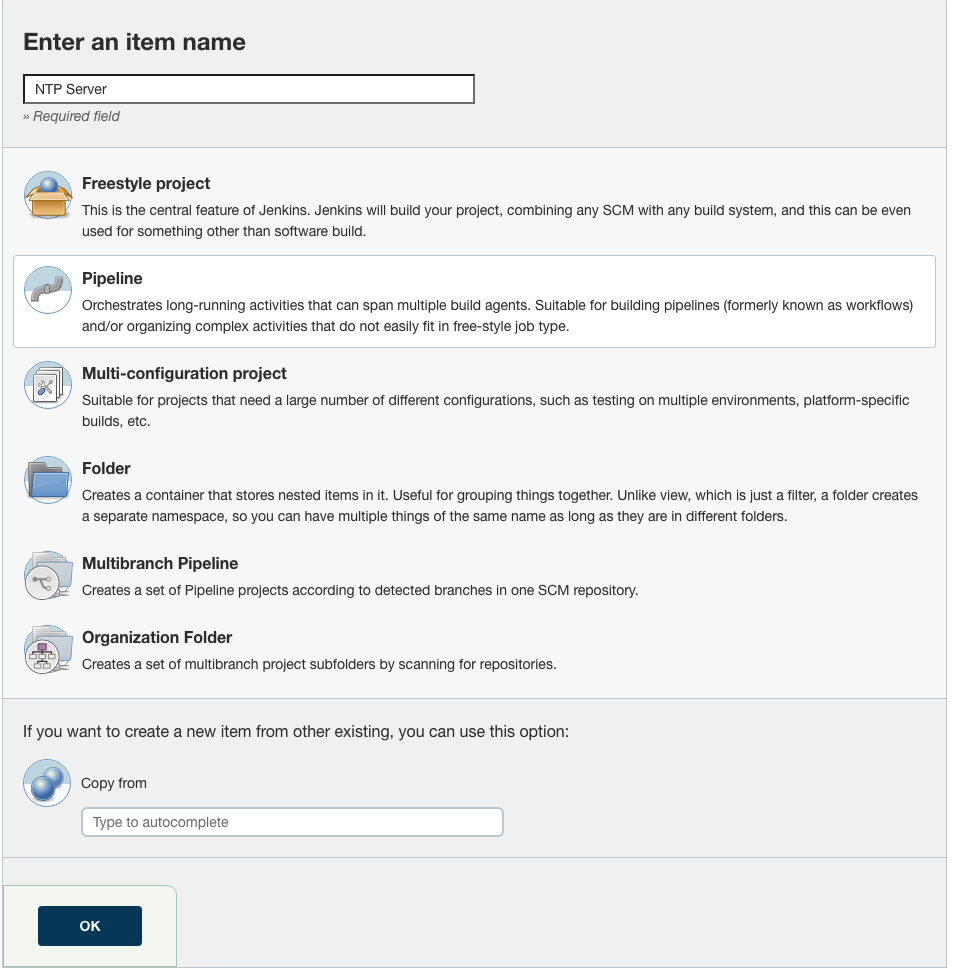 Enter an item name
NTP Server
» Required field
Freestyle project
This is the central feature of Jenkins. Jenkins will build your project, combining any SCM with any build system, and this can be even
used for something other than software build.
Pipeline
Orchestrates long-running activities that can span multiple build agents. Suitable for building pipelines (formerly known as workflows)
and/or organizing complex activities that do not easily fit in free-style job type.
Multi-configuration project
Suitable for projects that need a large number of different configurations, such as testing on multiple environments, platform-specific
builds, etc.
Folder
Creates a container that stores nested items in it. Useful for grouping things together. Unlike view, which is just a filter, a folder creates
a separate namespace, so you can have multiple things of the same name as long as they are in different folders.
Multibranch Pipeline
Creates a set of Pipeline projects according to detected branches in one SCM repository.
Organization Folder
Creates a set of multibranch project subfolders by scanning for repositories.
If you want to create a new item from other existing, you can use this option:
Copy from
Type to autocomplete
OK